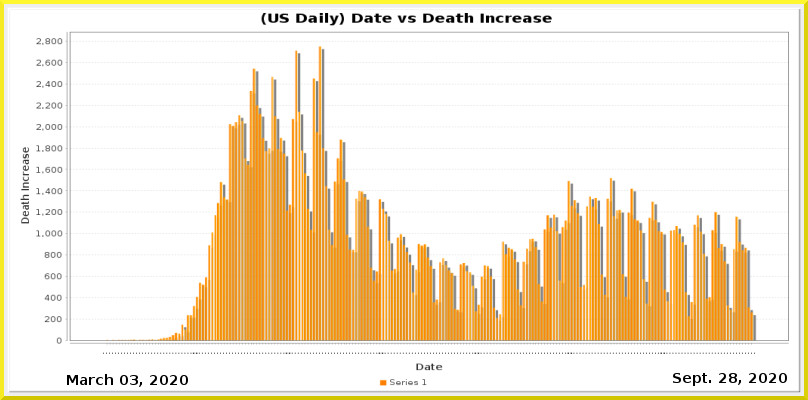 (US Daily) Date vs Death Increase
2,800
2,600
2,400
2,200
2,000
1,800
1,600
1,400
1,200
1,000
800
600
400
200
0
Death Increase
Date
March 03, 2020
Series 1
Sept. 28, 2020